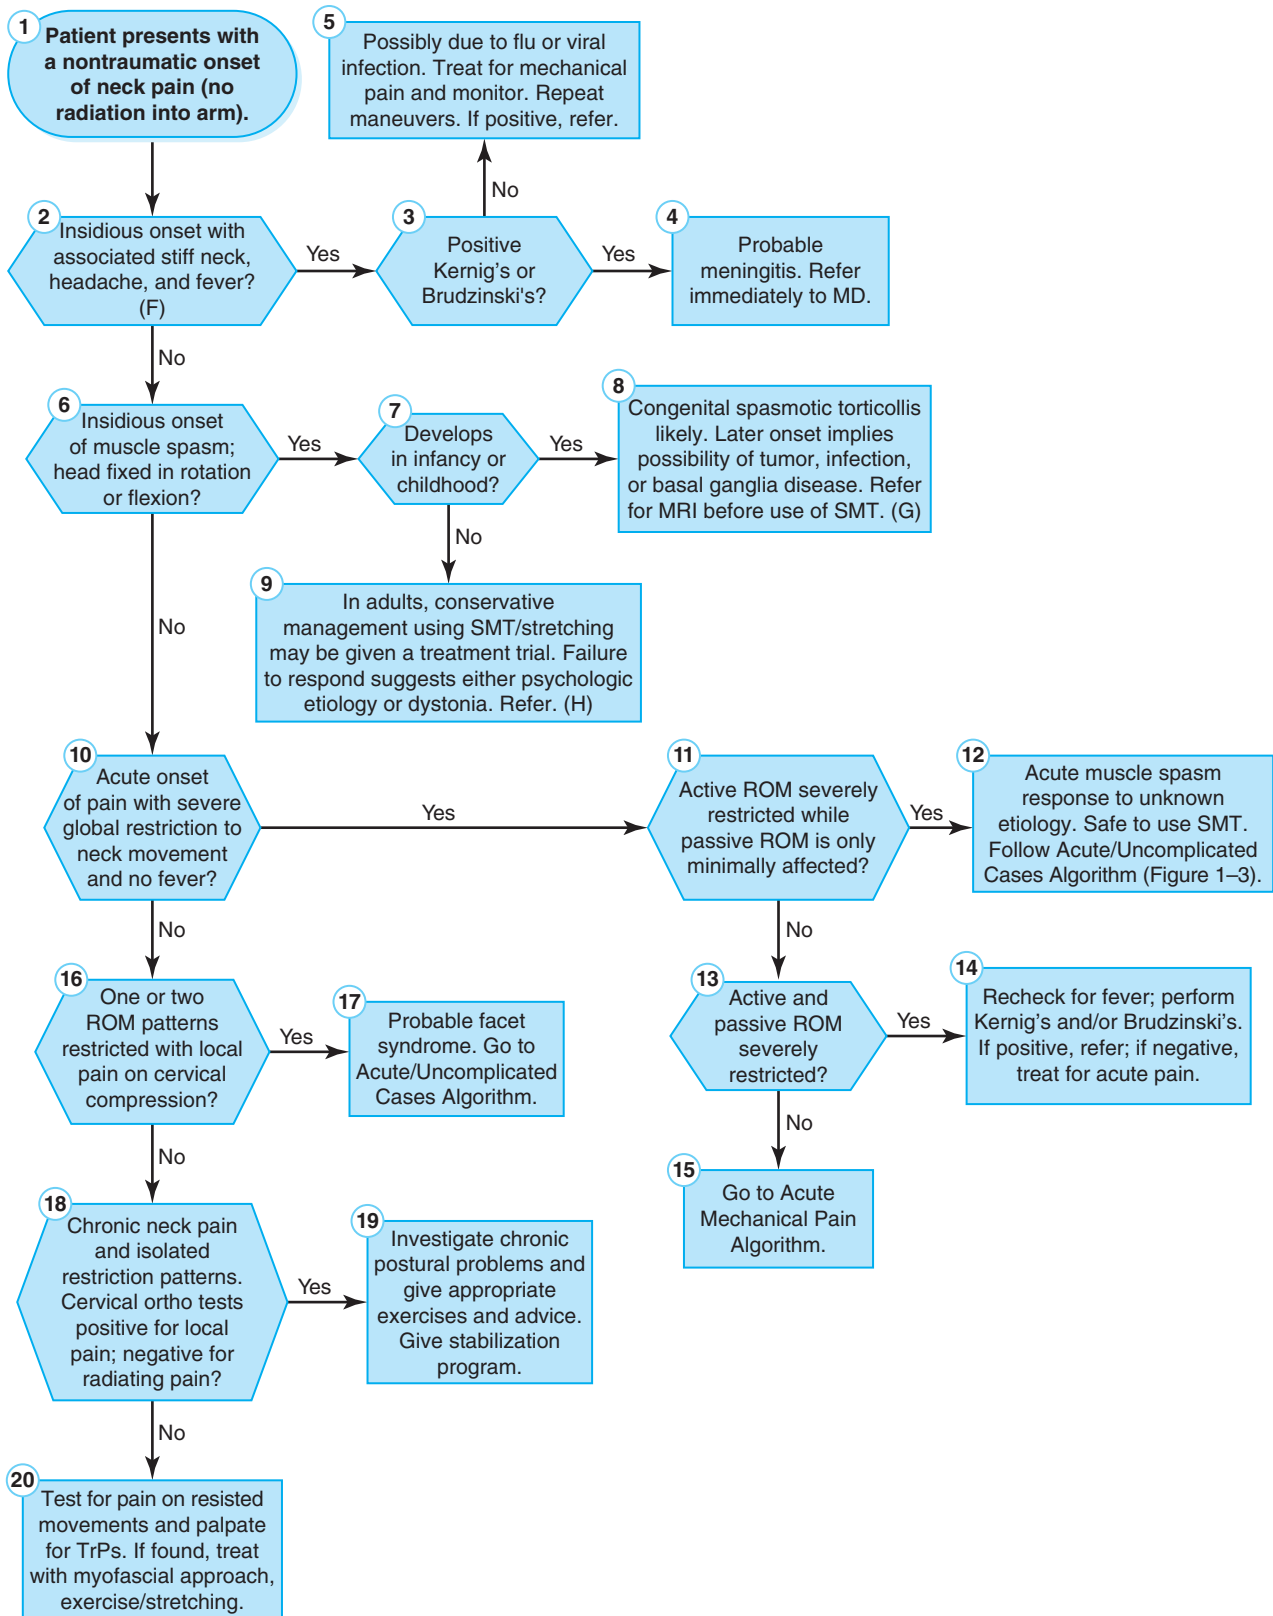 1
Patient presents with
a nontraumatic onset
of neck pain (no
radiation into arm).
2
Insidious onset with
associated stiff neck,
headache, and fever?
(F)
Yes
No
3
Positive
Kernig's or
Brudzinski's?
Yes
No
4
Probable
meningitis. Refer
immediately to MD.
5
Possibly due to flu or viral
infection. Treat for mechanical
pain and monitor. Repeat
maneuvers. If positive, refer.
6
Insidious onset
of muscle spasm;
head fixed in rotation
or flexion?
Yes
No
7
Develops
in infancy or
childhood?
Yes
No
8
Congenital spasmotic torticollis
likely. Later onset implies
possibility of tumor, infection,
or basal ganglia disease. Refer
for MRI before use of SMT. (G)
9
In adults, conservative
management using SMT/stretching
may be given a treatment trial. Failure
to respond suggests either psychologic
etiology or dystonia. Refer. (H)
10
Acute onset
of pain with severe
global restriction to
neck movement
and no fever?
Yes
No
11
Active ROM severely
restricted while
passive ROM is only
minimally affected?
Yes
No
12
Acute muscle spasm
response to unknown
etiology. Safe to use SMT.
Follow Acute/Uncomplicated
Cases Algorithm (Figure 1–3).
13
Active and
passive ROM
severely
restricted?
Yes
No
14
Recheck for fever; perform
Kernig's and/or Brudzinski's.
If positive, refer; if negative,
treat for acute pain.
15
Go to Acute
Mechanical Pain
Algorithm.
16
One or two
ROM patterns
restricted with local
pain on cervical
compression?
Yes
No
17
Probable facet
syndrome. Go to
Acute/Uncomplicated
Cases Algorithm.
18
Chronic neck pain
and isolated
restriction patterns.
Cervical ortho tests
positive for local
pain; negative for
radiating pain?
Yes
No
19
Investigate chronic
postural problems and
give appropriate
exercises and advice.
Give stabilization
program.
20
Test for pain on resisted
movements and palpate
for TrPs. If found, treat
with myofascial approach,
exercise/stretching.